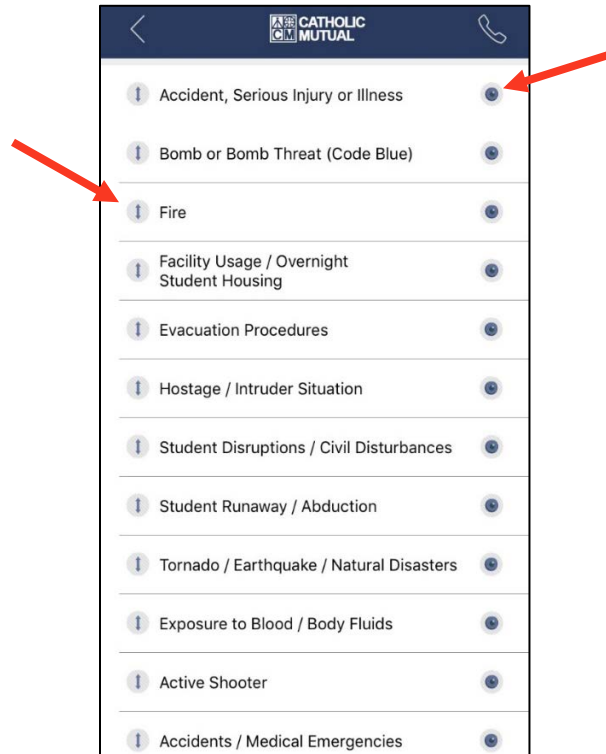 CATHOLIC
CM MUTUAL
Accident, Serious Injury or Illness
Bomb or Bomb Threat (Code Blue)
Fire
Facility Usage / Overnight
Student Housing
Evacuation Procedures
Hostage / Intruder Situation
Student Disruptions / Civil Disturbances
Student Runaway / Abduction
Tornado / Earthquake / Natural Disasters
Exposure to Blood / Body Fluids
Active Shooter
Accidents / Medical Emergencies